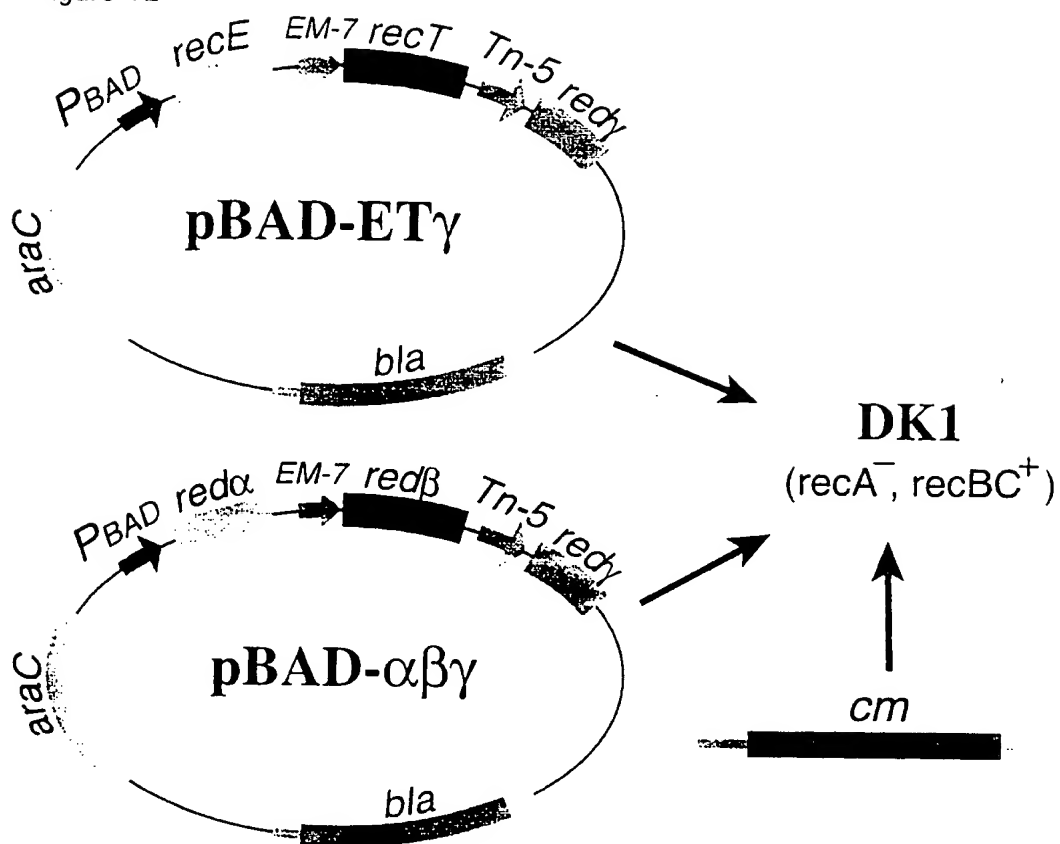 PBAD recE EM-7 recT Tn-5 redγ
araC
pBAD-ETγ
bla
DK1
(recA⁻, recBC⁺)
PBAD redα EM-7 redβ Tn-5 redγ
araC
pBAD-αβγ
cm
bla